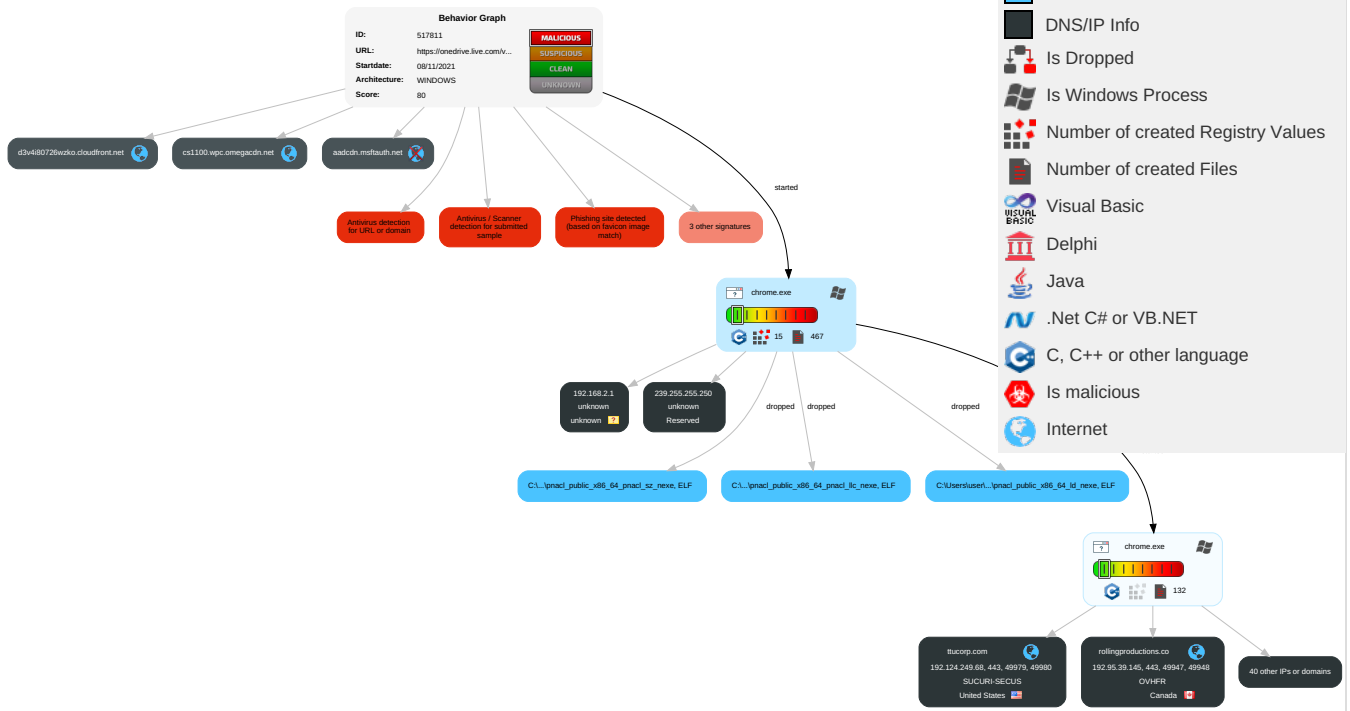 Behavior Graph
ID: 517811
URL: https://onedrive.live.com/v...
Startdate: 08/11/2021
Architecture: WINDOWS
Score: 80
MALICIOUS
SUSPICIOUS
CLEAN
UNKNOWN
DNS/IP Info
Is Dropped
Is Windows Process
Number of created Registry Values
Number of created Files
VISUAL
BASIC
Visual Basic
Delphi
Java
.Net C# or VB.NET
C, C++ or other language
Is malicious
Internet
d3v4i80726wzko.cloudfront.net
cs1100.wpc.omegacdn.net
aadcdn.msftauth.net
started
Antivirus detection
for URL or domain
Antivirus / Scanner
detection for submitted
sample
Phishing site detected
(based on favicon image
match)
3 other signatures
chrome.exe
15
467
192.168.2.1
unknown
unknown
239.255.255.250
unknown
Reserved
dropped
dropped
dropped
C:\...\pnacl_public_x86_64_pnacl_sz_nexe, ELF
C:\...\pnacl_public_x86_64_pnacl_llc_nexe, ELF
C:\Users\user\...\pnacl_public_x86_64_ld_nexe, ELF
chrome.exe
132
ttucorp.com
192.124.249.68, 443, 49979, 49980
SUCURI-SECUS
United States
rollingproductions.co
192.95.39.145, 443, 49947, 49948
OVHFR
Canada
40 other IPs or domains